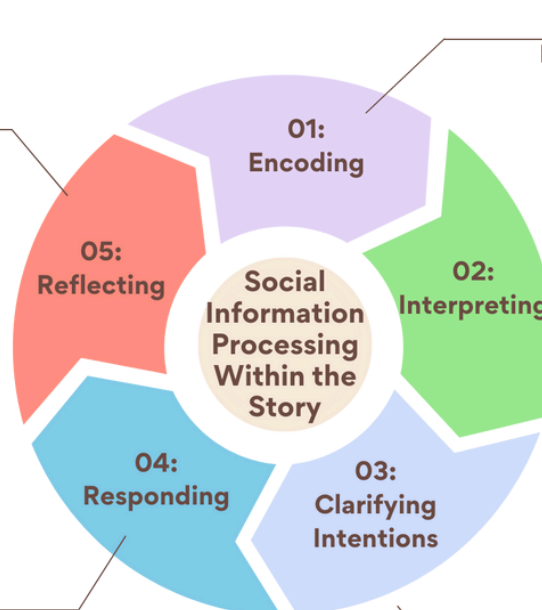 01:
Encoding
02:
Interpreting
03:
Clarifying
Intentions
04:
Responding
05:
Reflecting
Social
Information
Processing
Within the
Story